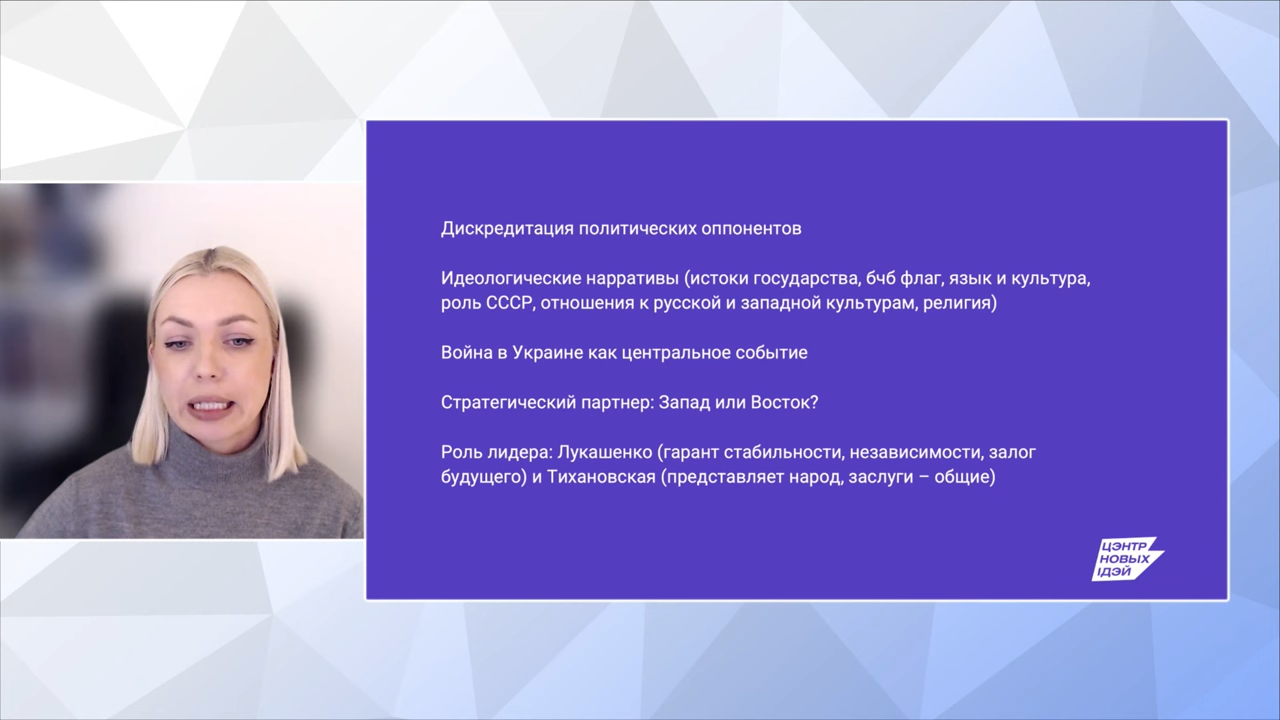 Дискредитация политических оппонентов
Идеологические нарративы (истоки государства, бчб флаг, язык и культура,
роль СССР, отношения к русской и западной культурам, религия)
Война в Украине как центральное событие
Стратегический партнер: Запад или Восток?
Роль лидера: Лукашенко (гарант стабильности, независимости, залог
будущего) и Тихановская (представляет народ, заслуги – общие)
ЦЭНТР
НОВЫХ
ІДЭЙ